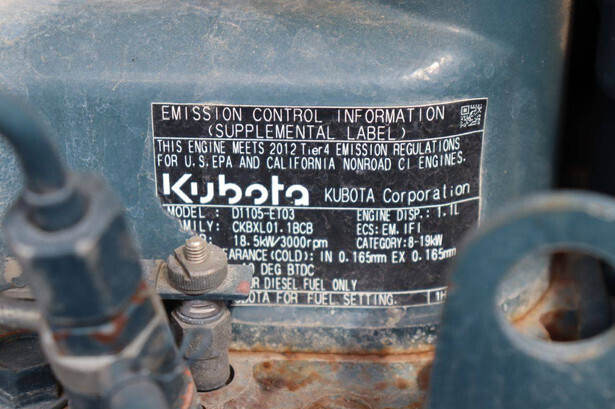 EMISSION CONTROL INFORMATION
(SUPPLEMENTAL LABEL)
THIS ENGINE MEETS 2012 Tier4 EMISSION REGULATIONS
FOR U.S. EPA AND CALIFORNIA NONROAD CI ENGINES.
Kubota KUBOTA Corporation
MODEL : D1105-ET03 ENGINE DISP.: 1.1L
CKBXL01.1BCB ECS: EM, IFI
18.5kW/3000rpm CATEGORY: 8-19kW
(COLD): IN 0.165mm EX 0.165mm
DEG BTDC
DIESEL FUEL ONLY
FOR FUEL SETTING.